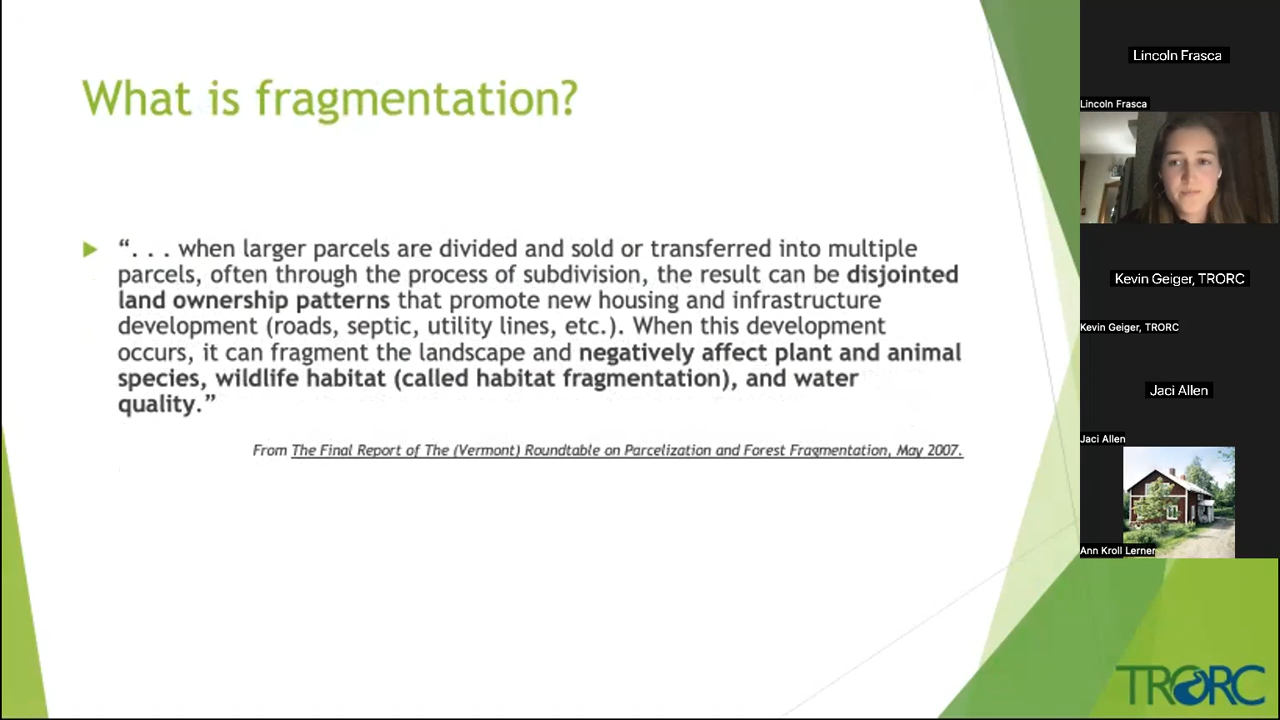 What is fragmentation?
“. . . when larger parcels are divided and sold or transferred into multiple
parcels, often through the process of subdivision, the result can be disjointed
land ownership patterns that promote new housing and infrastructure
development (roads, septic, utility lines, etc.). When this development
occurs, it can fragment the landscape and negatively affect plant and animal
species, wildlife habitat (called habitat fragmentation), and water
quality.”
From The Final Report of The (Vermont) Roundtable on Parcelization and Forest Fragmentation, May 2007.
Lincoln Frasca
Lincoln Frasca
Kevin Geiger, TRORC
Kevin Geiger, TRORC
Jaci Allen
Jaci Allen
Ann Kroll Lerner
TRORC